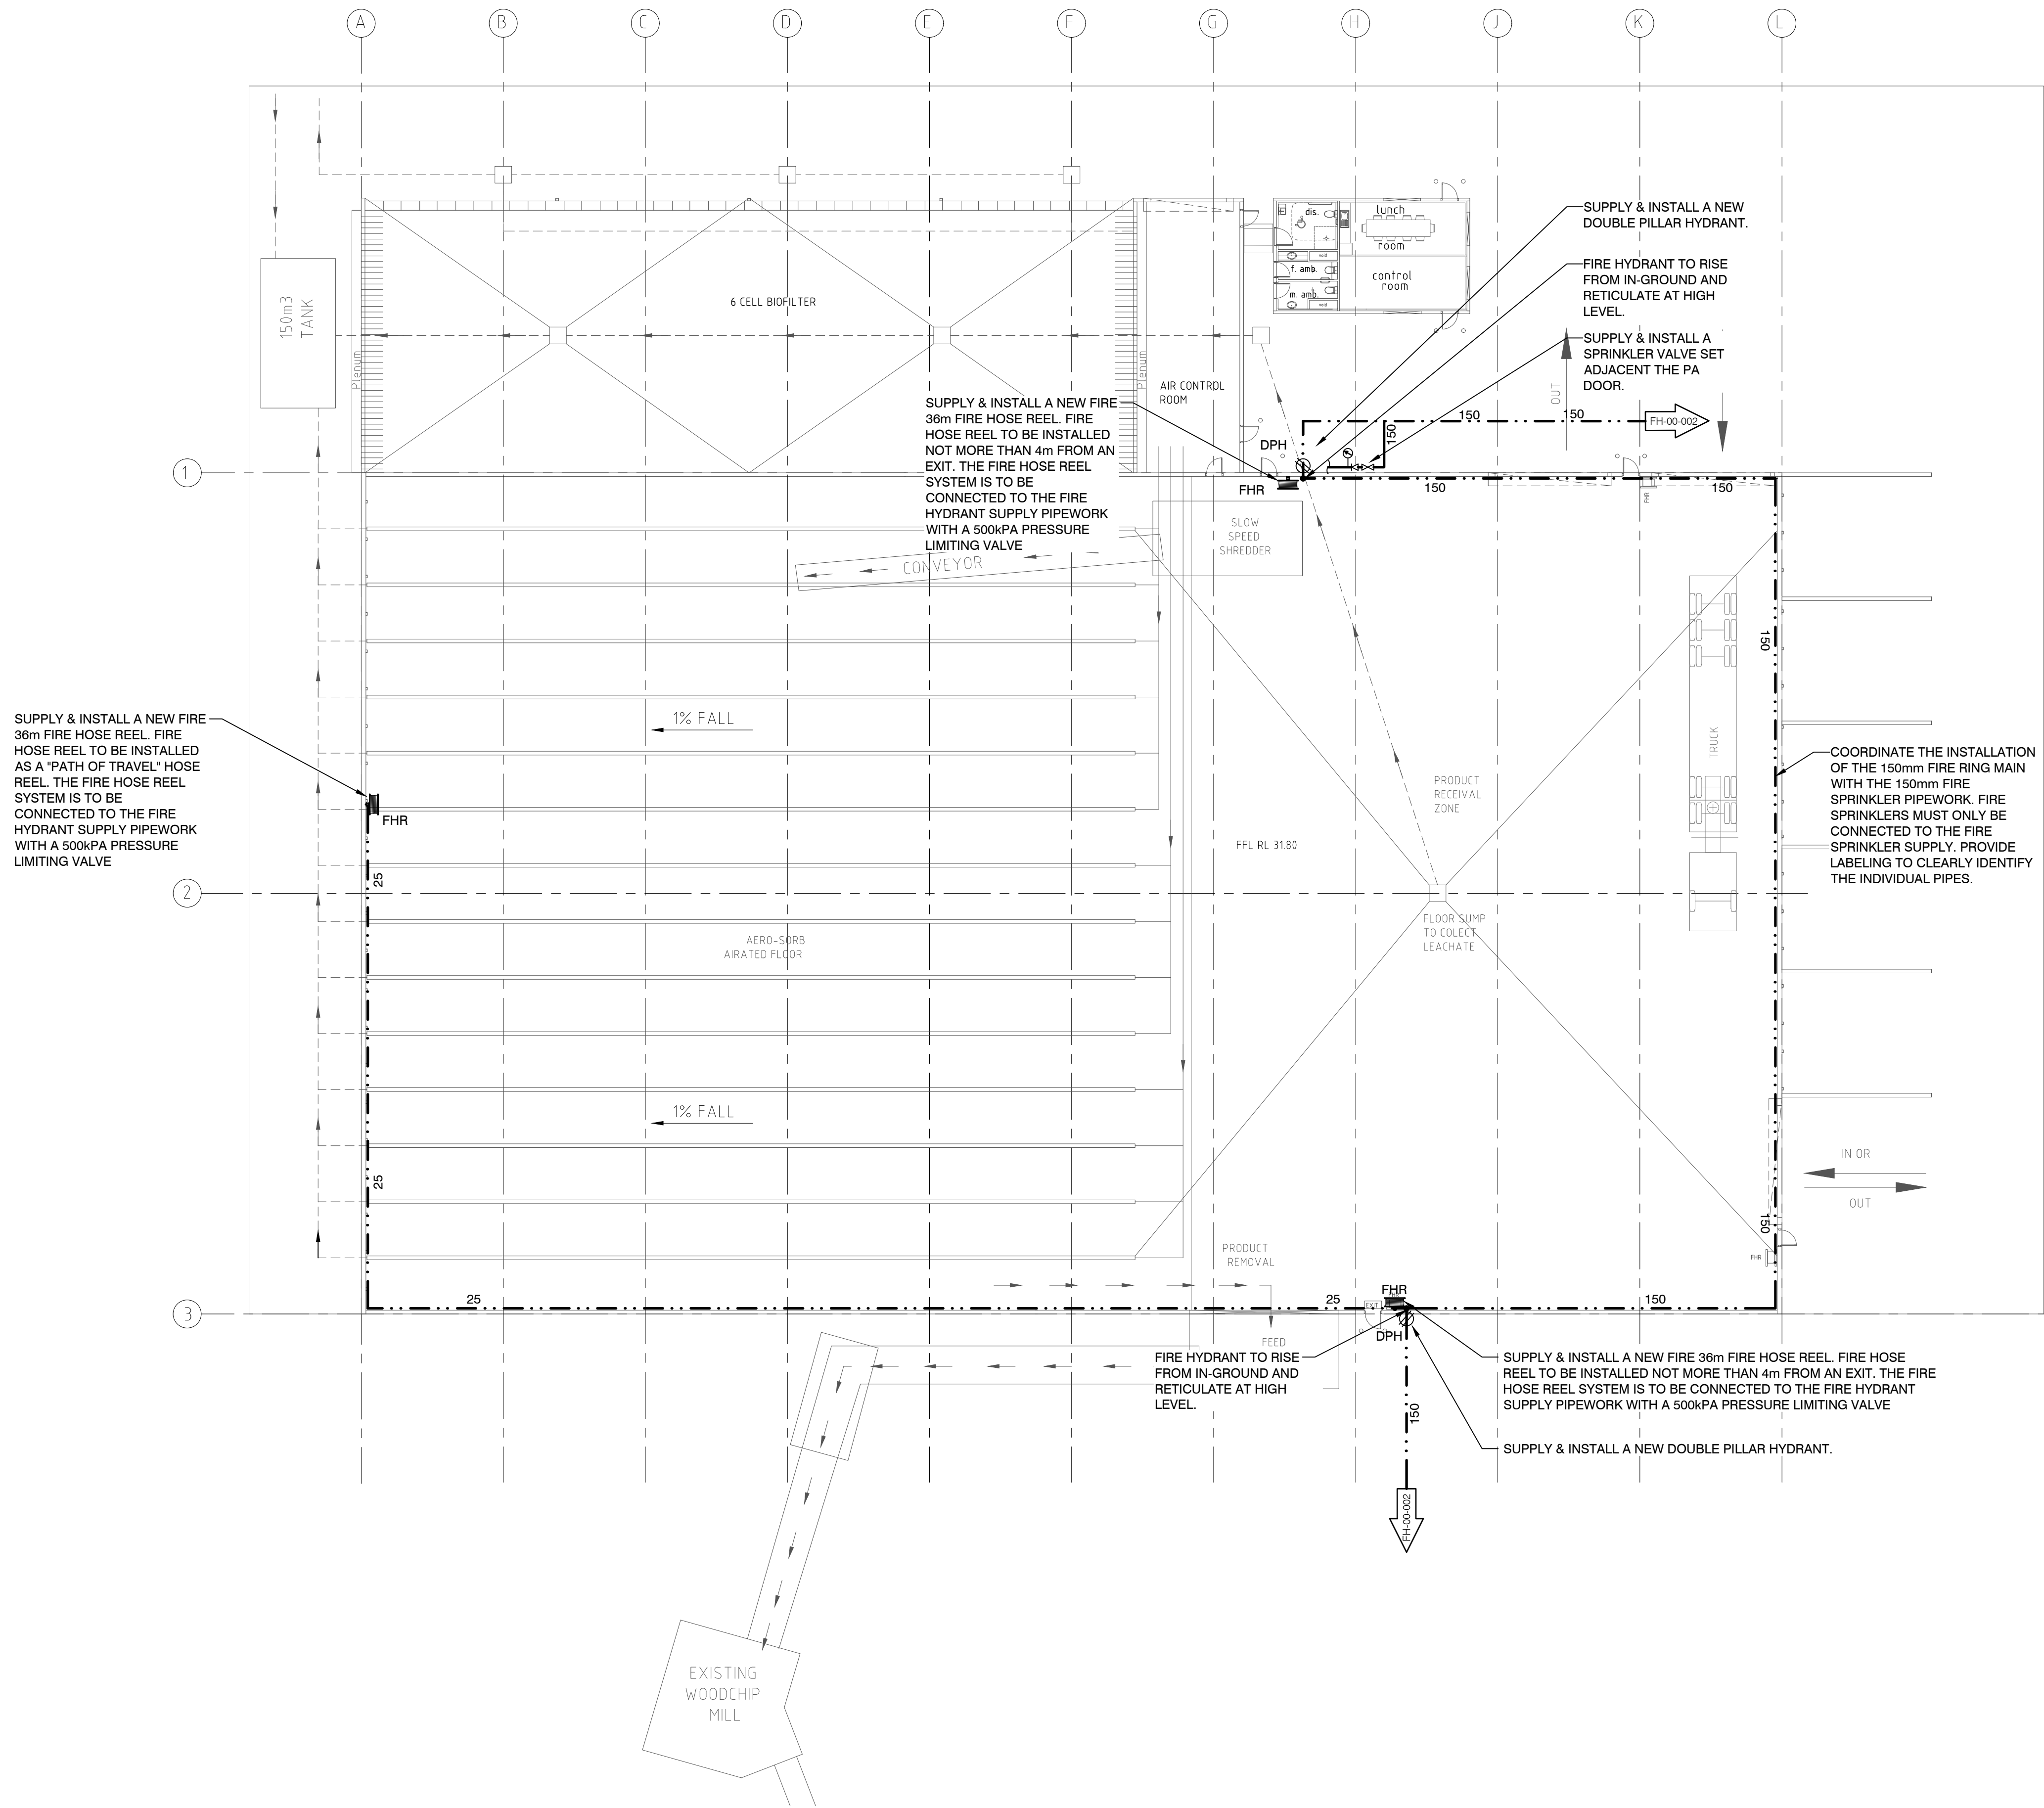 A
B
C
D
E
F
G
H
J
K
L
1
2
3
150m3
TANK
Plenum
6 CELL BIOFILTER
Plenum
AIR CONTROL
ROOM
dis.
lunch
room
f. amb.
void
control
room
m. amb.
void
SUPPLY & INSTALL A NEW
DOUBLE PILLAR HYDRANT.
FIRE HYDRANT TO RISE
FROM IN-GROUND AND
RETICULATE AT HIGH
LEVEL.
SUPPLY & INSTALL A
SPRINKLER VALVE SET
ADJACENT THE PA
DOOR.
OUT
150
150
150
FH-00-002
DPH
FHR
150
150
FHR
SUPPLY & INSTALL A NEW FIRE
36m FIRE HOSE REEL. FIRE
HOSE REEL TO BE INSTALLED
NOT MORE THAN 4m FROM AN
EXIT. THE FIRE HOSE REEL
SYSTEM IS TO BE
CONNECTED TO THE FIRE
HYDRANT SUPPLY PIPEWORK
WITH A 500kPA PRESSURE
LIMITING VALVE
SLOW
SPEED
SHREDDER
CONVEYOR
150
SUPPLY & INSTALL A NEW FIRE
36m FIRE HOSE REEL. FIRE
HOSE REEL TO BE INSTALLED
AS A "PATH OF TRAVEL" HOSE
REEL. THE FIRE HOSE REEL
SYSTEM IS TO BE
CONNECTED TO THE FIRE
HYDRANT SUPPLY PIPEWORK
WITH A 500kPA PRESSURE
LIMITING VALVE
1% FALL
FHR
TRUCK
PRODUCT
RECEIVAL
ZONE
COORDINATE THE INSTALLATION
OF THE 150mm FIRE RING MAIN
WITH THE 150mm FIRE
SPRINKLER PIPEWORK. FIRE
SPRINKLERS MUST ONLY BE
CONNECTED TO THE FIRE
SPRINKLER SUPPLY. PROVIDE
LABELING TO CLEARLY IDENTIFY
THE INDIVIDUAL PIPES.
FFL RL 31.80
25
FLOOR SUMP
TO COLECT
LEACHATE
AERO-SORB
AIRATED FLOOR
1% FALL
25
IN OR
OUT
150
FHR
PRODUCT
REMOVAL
25
25
FHR
EXIT
150
DPH
FEED
FIRE HYDRANT TO RISE
FROM IN-GROUND AND
RETICULATE AT HIGH
LEVEL.
SUPPLY & INSTALL A NEW FIRE 36m FIRE HOSE REEL. FIRE HOSE
REEL TO BE INSTALLED NOT MORE THAN 4m FROM AN EXIT. THE FIRE
HOSE REEL SYSTEM IS TO BE CONNECTED TO THE FIRE HYDRANT
SUPPLY PIPEWORK WITH A 500kPA PRESSURE LIMITING VALVE
150
SUPPLY & INSTALL A NEW DOUBLE PILLAR HYDRANT.
FH-00-002
EXISTING
WOODCHIP
MILL